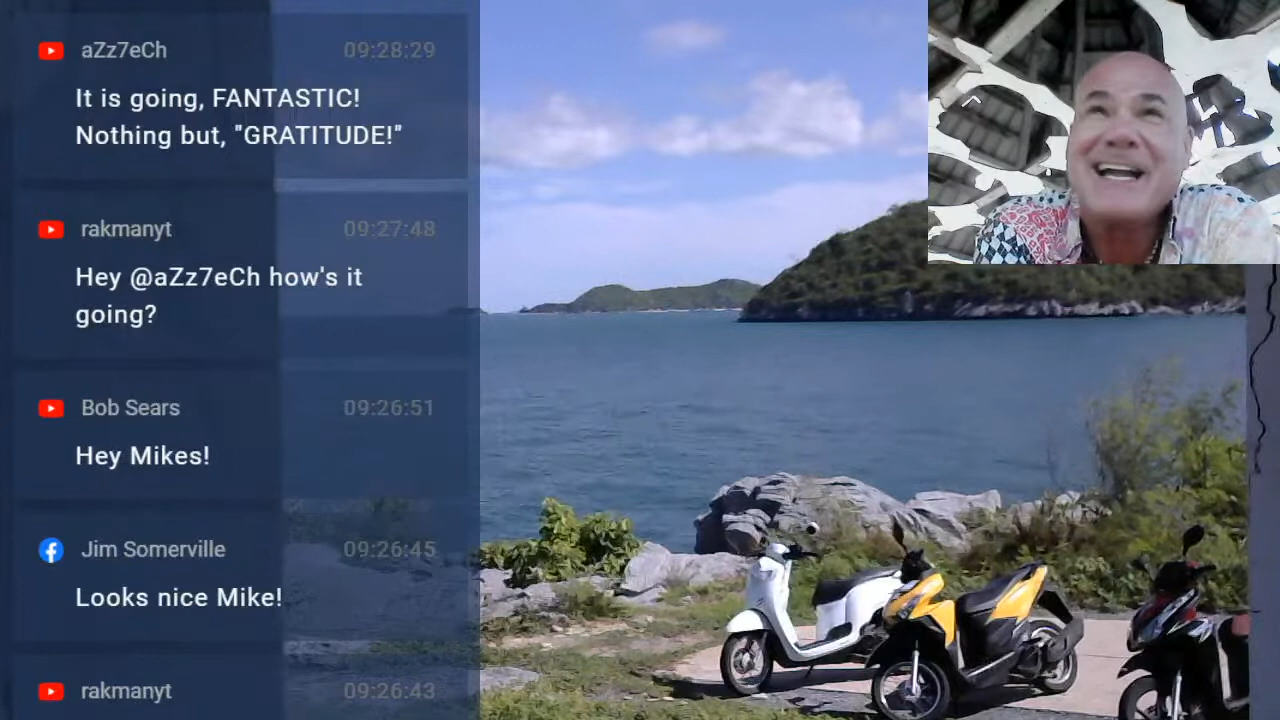 aZz7eCh 09:28:29
It is going, FANTASTIC!
Nothing but, "GRATITUDE!"
rakmanyt 09:27:48
Hey @aZz7eCh how's it
going?
Bob Sears 09:26:51
Hey Mikes!
Jim Somerville 09:26:45
Looks nice Mike!
rakmanyt 09:26:43